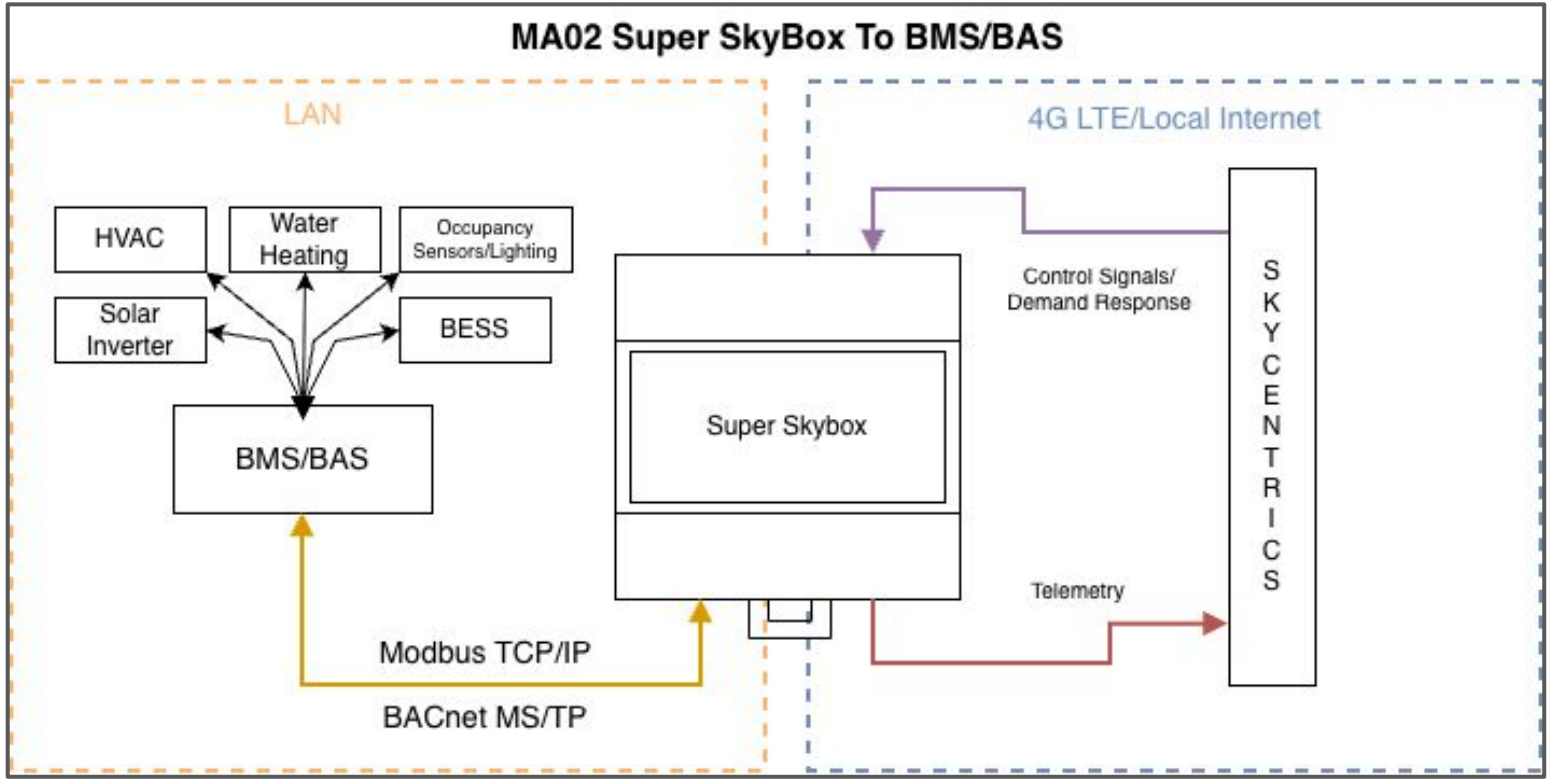 MA02 Super SkyBox To BMS/BAS
LAN
4G LTE/Local Internet
HVAC
Water
Heating
Occupancy
Sensors/Lighting
Solar
Inverter
BESS
BMS/BAS
Modbus TCP/IP
BACnet MS/TP
Super Skybox
Control Signals/
Demand Response
Telemetry
S
K
Y
C
E
N
T
R
I
C
S